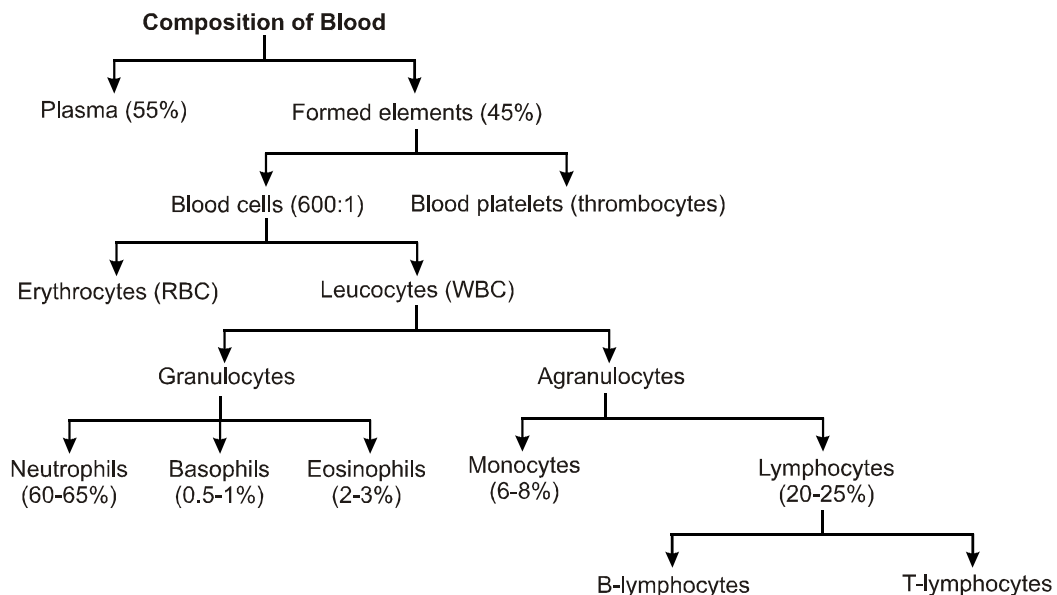 Composition of Blood
Plasma (55%)
Formed elements (45%)
Blood cells (600:1)
Blood platelets (thrombocytes)
Erythrocytes (RBC)
Leucocytes (WBC)
Granulocytes
Agranulocytes
Neutrophils
(60-65%)
Basophils
(0.5-1%)
Eosinophils
(2-3%)
Monocytes
(6-8%)
Lymphocytes
(20-25%)
B-lymphocytes
T-lymphocytes